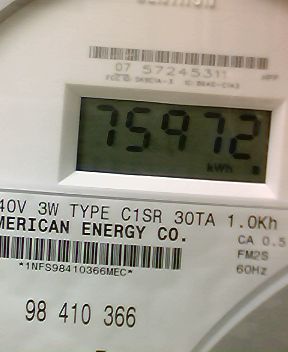 07 57245311
75972
kWh
40V 3W TYPE C1SR 30TA 1.0Kh
MERICAN ENERGY CO.
CA 0.5
FM2S
60Hz
*1NFS98410366MEC*
98 410 366